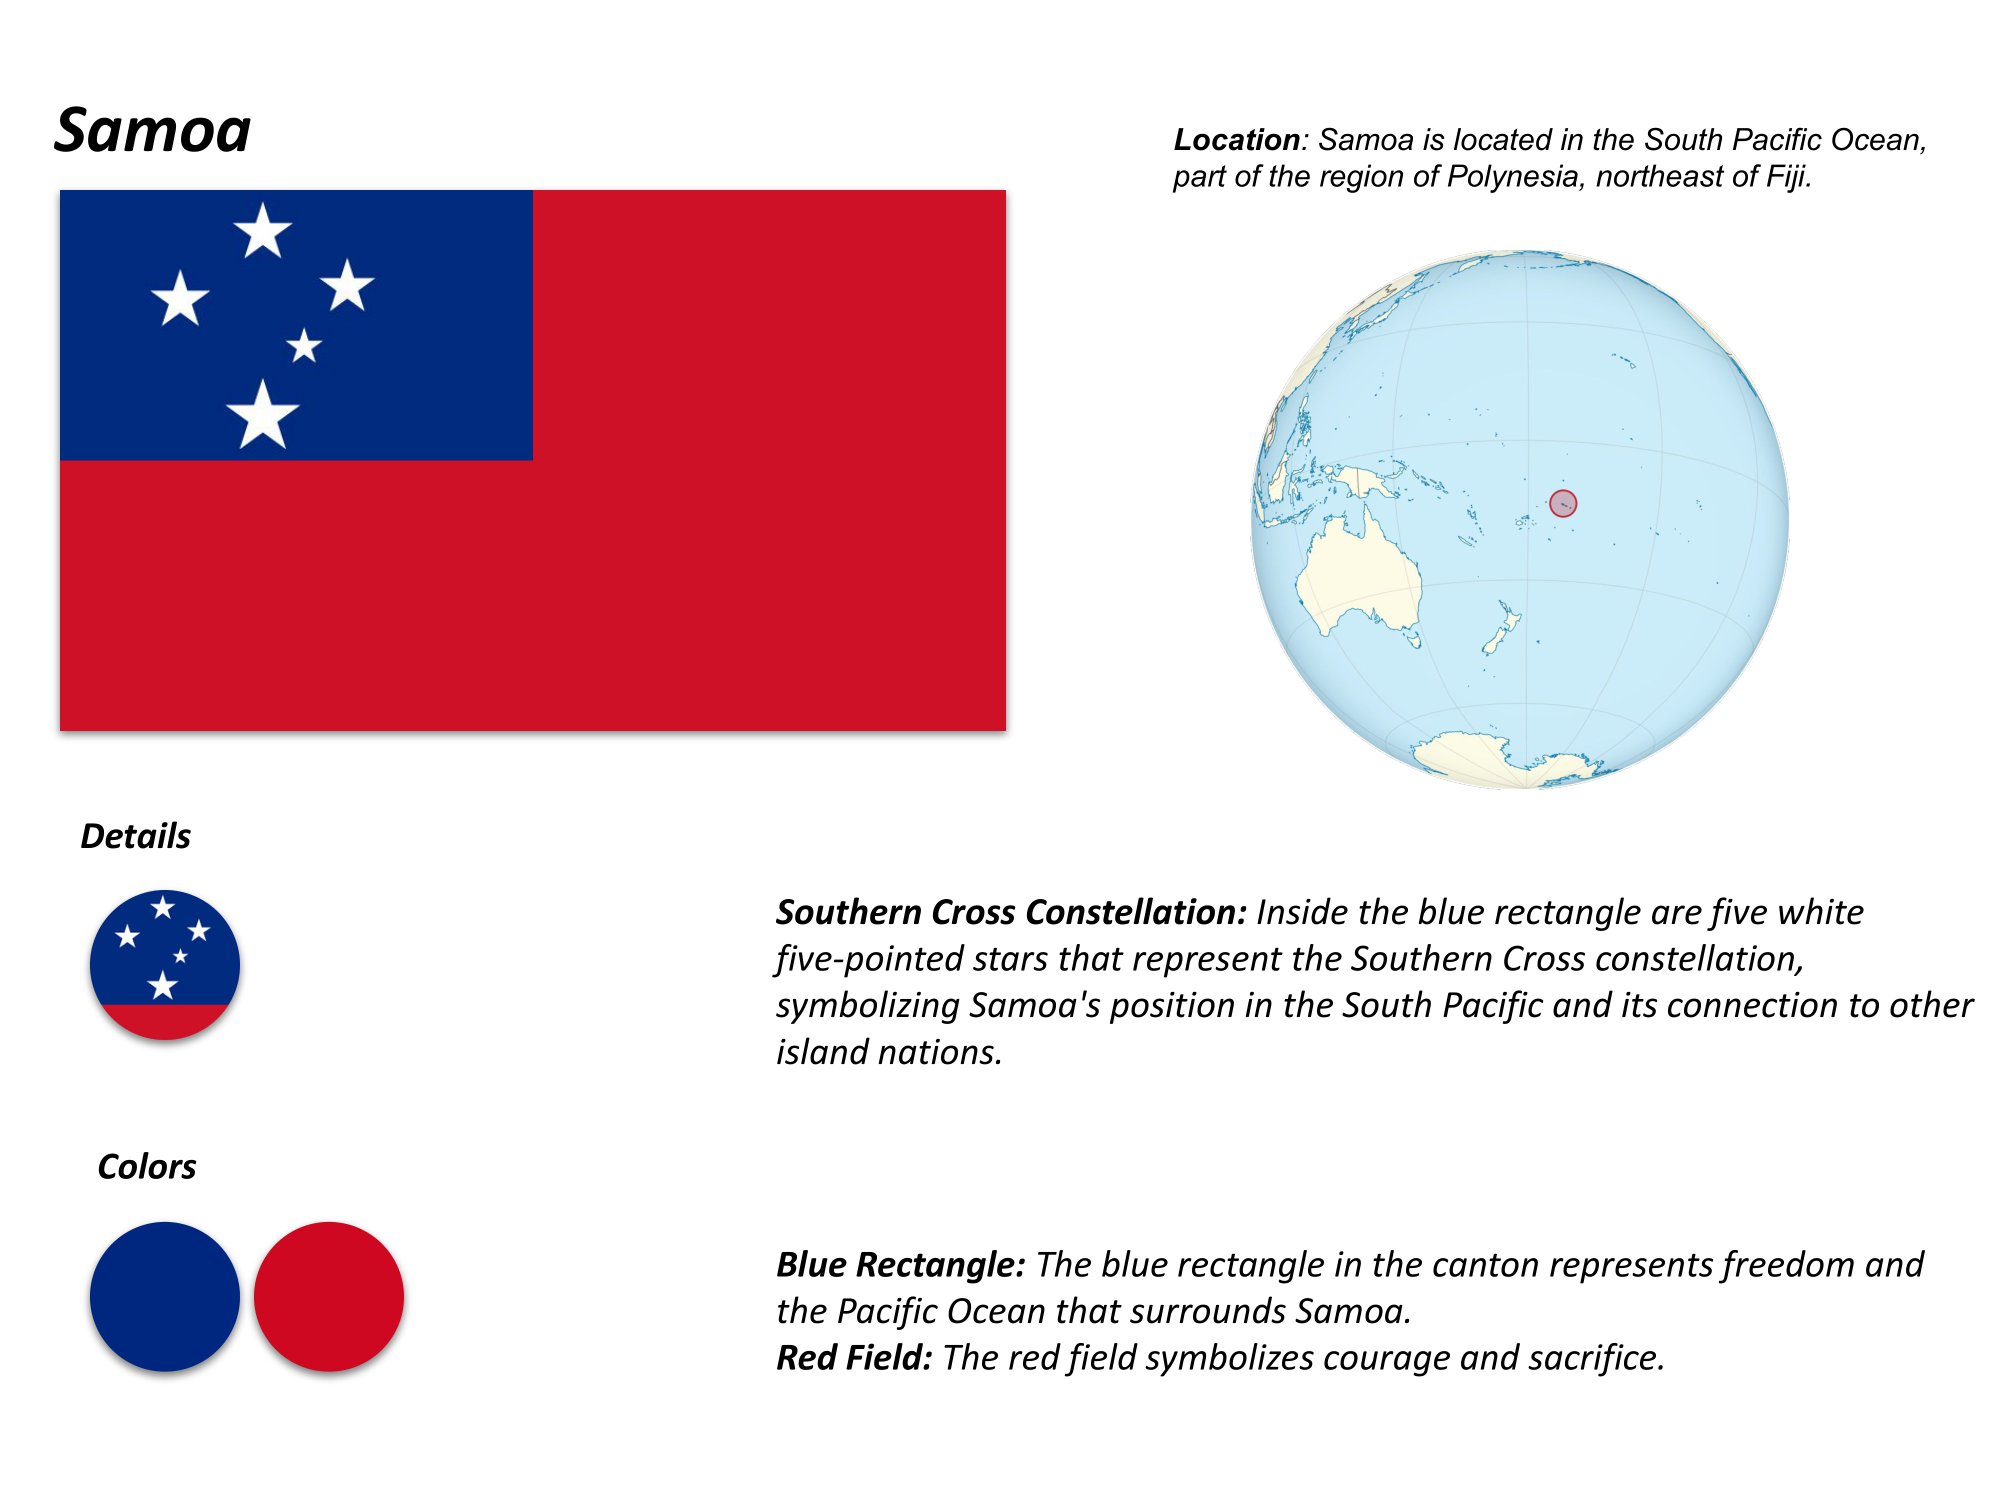 Samoa
Location: Samoa is located in the South Pacific Ocean,
part of the region of Polynesia, northeast of Fiji.
Details
Southern Cross Constellation: Inside the blue rectangle are five white
five-pointed stars that represent the Southern Cross constellation,
symbolizing Samoa's position in the South Pacific and its connection to other
island nations.
Colors
Blue Rectangle: The blue rectangle in the canton represents freedom and
the Pacific Ocean that surrounds Samoa.
Red Field: The red field symbolizes courage and sacrifice.